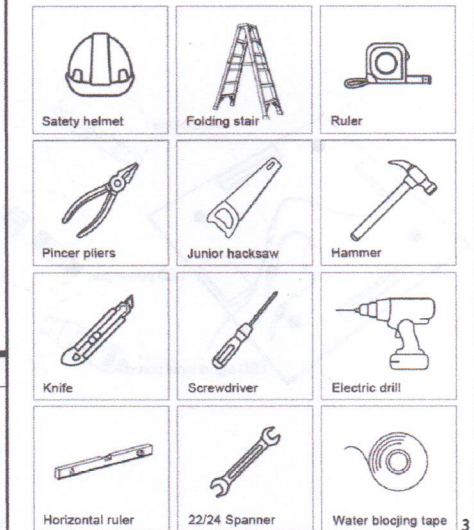 Satety helmet
Folding stair
Ruler
Pincer pliers
Junior hacksaw
Hammer
Knife
Screwdriver
Electric drill
Horizontal ruler
22/24 Spanner
Water blocjing tape
3